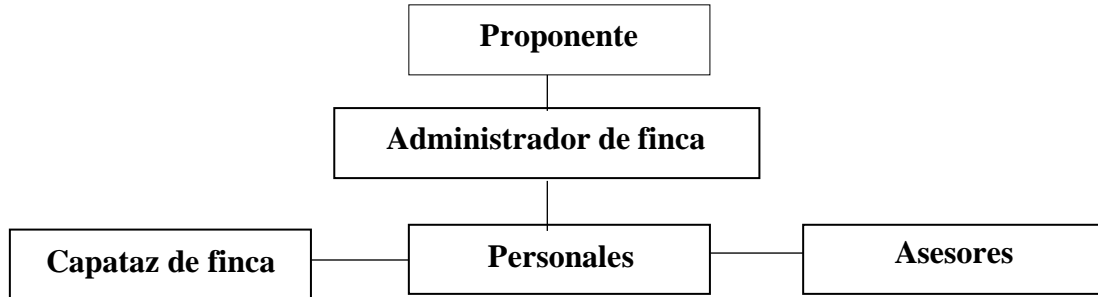 Proponente
Administrador de finca
Capataz de finca
Personales
Asesores